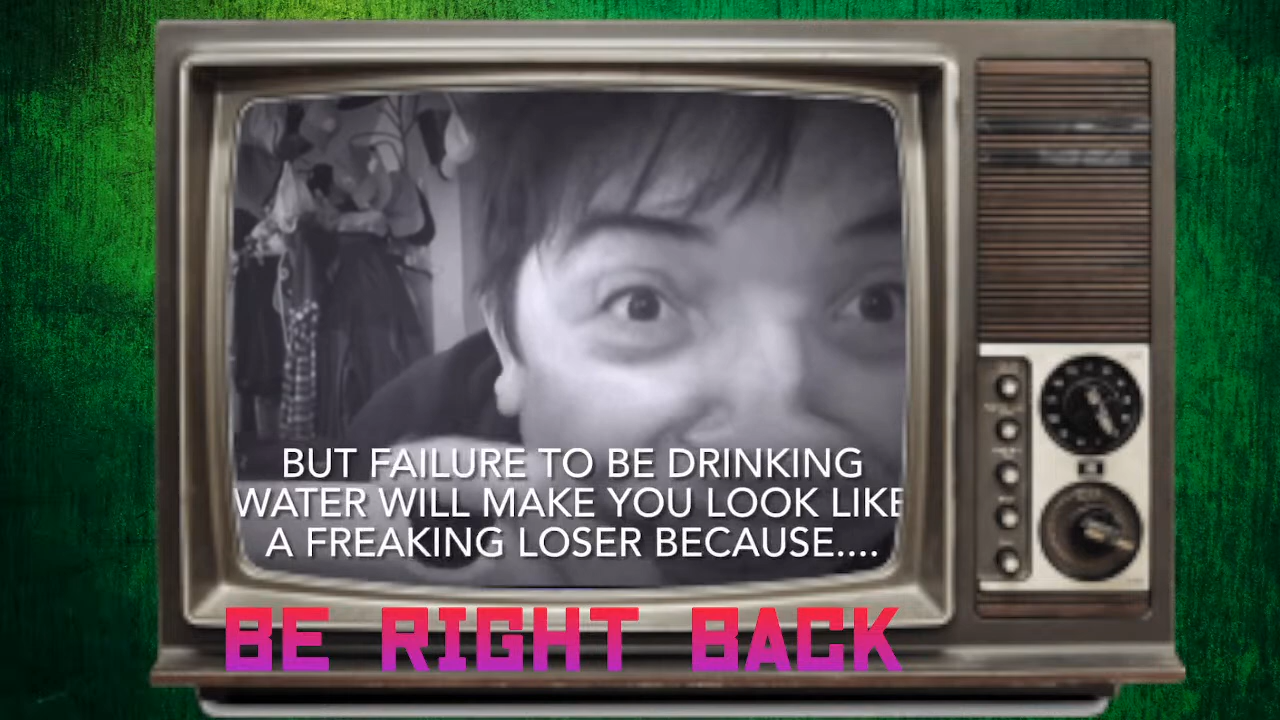 BUT FAILURE TO BE DRINKING
WATER WILL MAKE YOU LOOK LIKE
A FREAKING LOSER BECAUSE....
BE RIGHT BACK